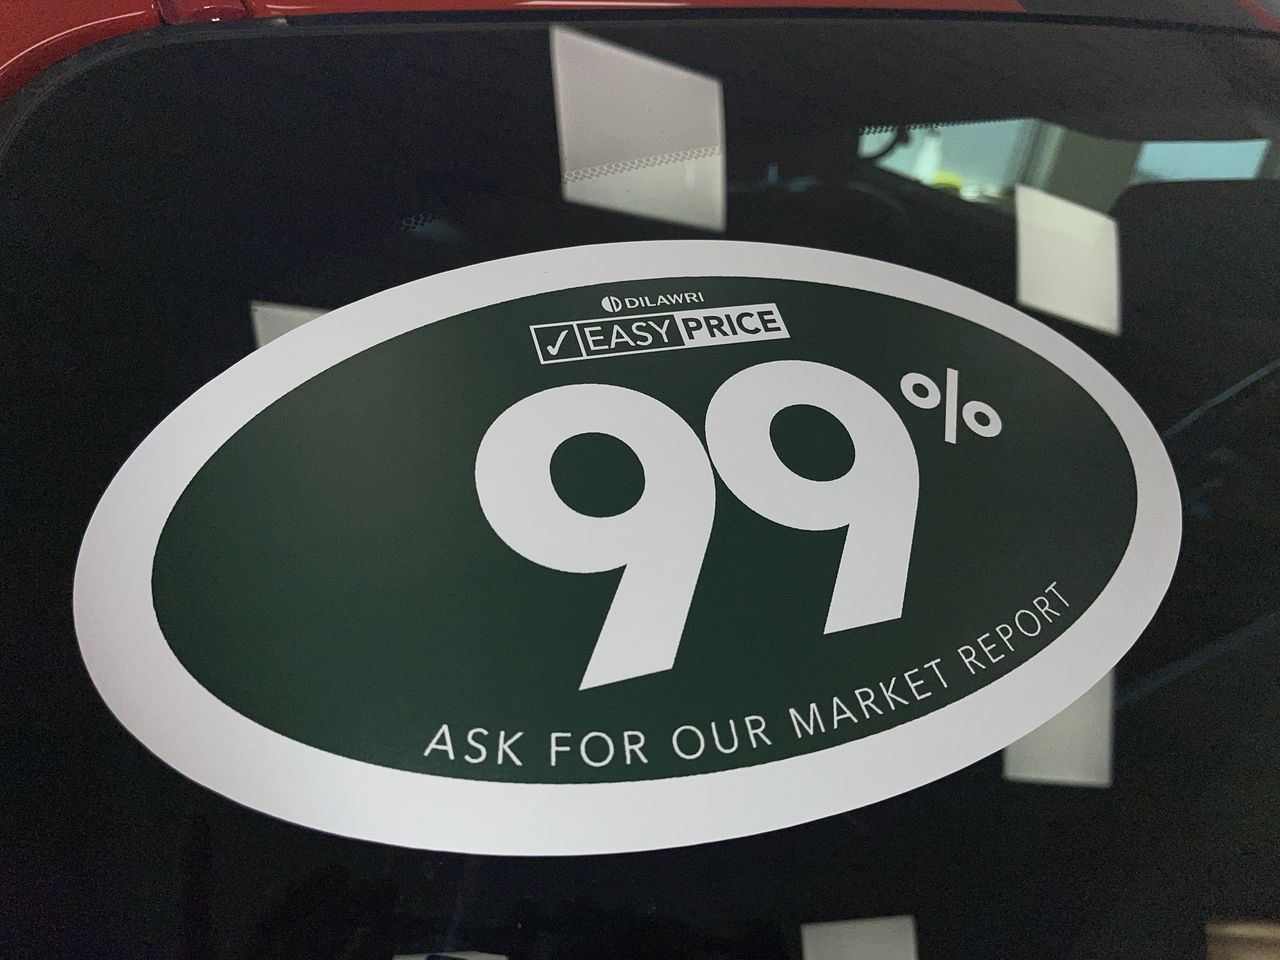 DILAWRI
✓ EASY PRICE
99%
ASK FOR OUR MARKET REPORT